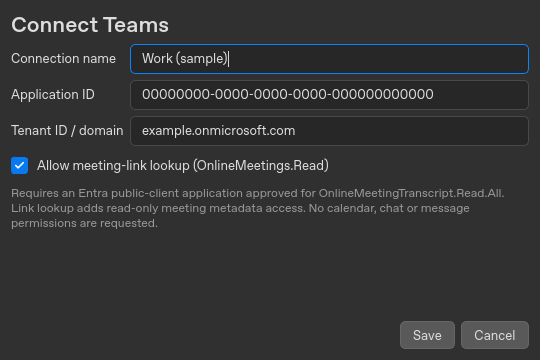 Connect Teams
Connection name Work (sample)
Application ID 00000000-0000-0000-0000-000000000000
Tenant ID / domain example.onmicrosoft.com
Allow meeting-link lookup (OnlineMeetings.Read)
Requires an Entra public-client application approved for OnlineMeetingTranscript.Read.All.
Link lookup adds read-only meeting metadata access. No calendar, chat or message
permissions are requested.
Save Cancel